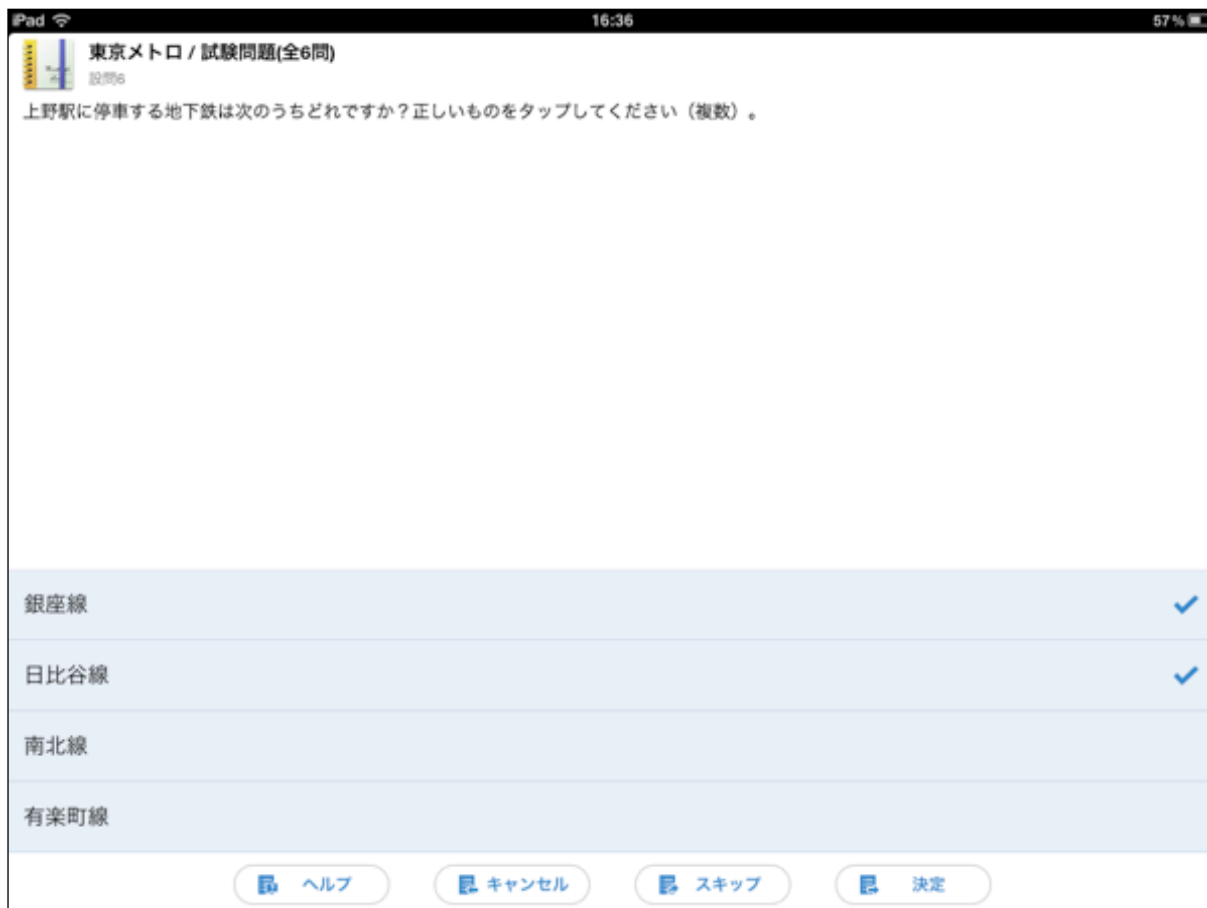 iPad 16:36 57%
東京メトロ / 試験問題(全6問)
設問6
上野駅に停車する地下鉄は次のうちどれですか？正しいものをタップしてください（複数）。
銀座線
日比谷線
南北線
有楽町線
ヘルプ キャンセル スキップ 決定